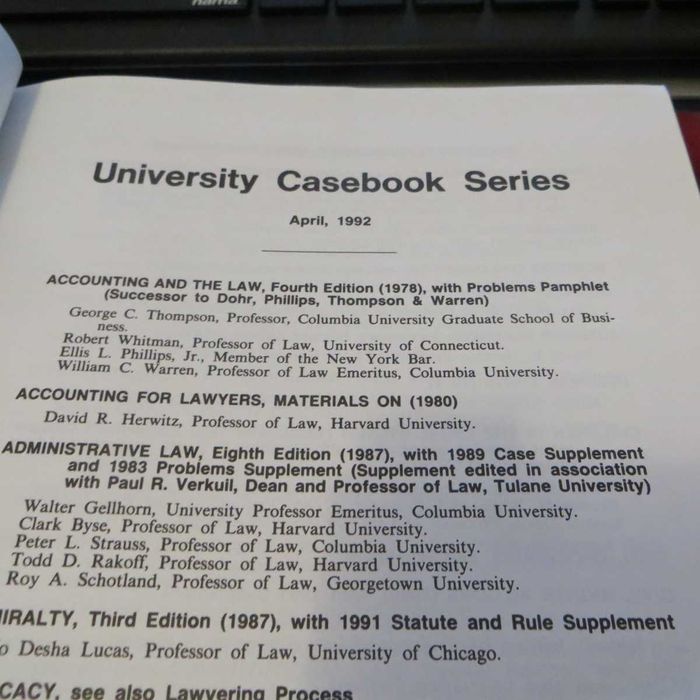 hama
University Casebook Series
April, 1992
ACCOUNTING AND THE LAW, Fourth Edition (1978), with Problems Pamphlet
(Successor to Dohr, Phillips, Thompson & Warren)
George C. Thompson, Professor, Columbia University Graduate School of Busi-
ness.
Robert Whitman, Professor of Law, University of Connecticut.
Ellis L. Phillips, Jr., Member of the New York Bar.
William C. Warren, Professor of Law Emeritus, Columbia University.
ACCOUNTING FOR LAWYERS, MATERIALS ON (1980)
David R. Herwitz, Professor of Law, Harvard University.
ADMINISTRATIVE LAW, Eighth Edition (1987), with 1989 Case Supplement
and 1983 Problems Supplement (Supplement edited in association
with Paul R. Verkuil, Dean and Professor of Law, Tulane University)
Walter Gellhorn, University Professor Emeritus, Columbia University.
Clark Byse, Professor of Law, Harvard University.
Peter L. Strauss, Professor of Law, Columbia University.
Todd D. Rakoff, Professor of Law, Harvard University.
Roy A. Schotland, Professor of Law, Georgetown University.
IRALTY, Third Edition (1987), with 1991 Statute and Rule Supplement
o Desha Lucas, Professor of Law, University of Chicago.
CACY, see also Lawyering Process